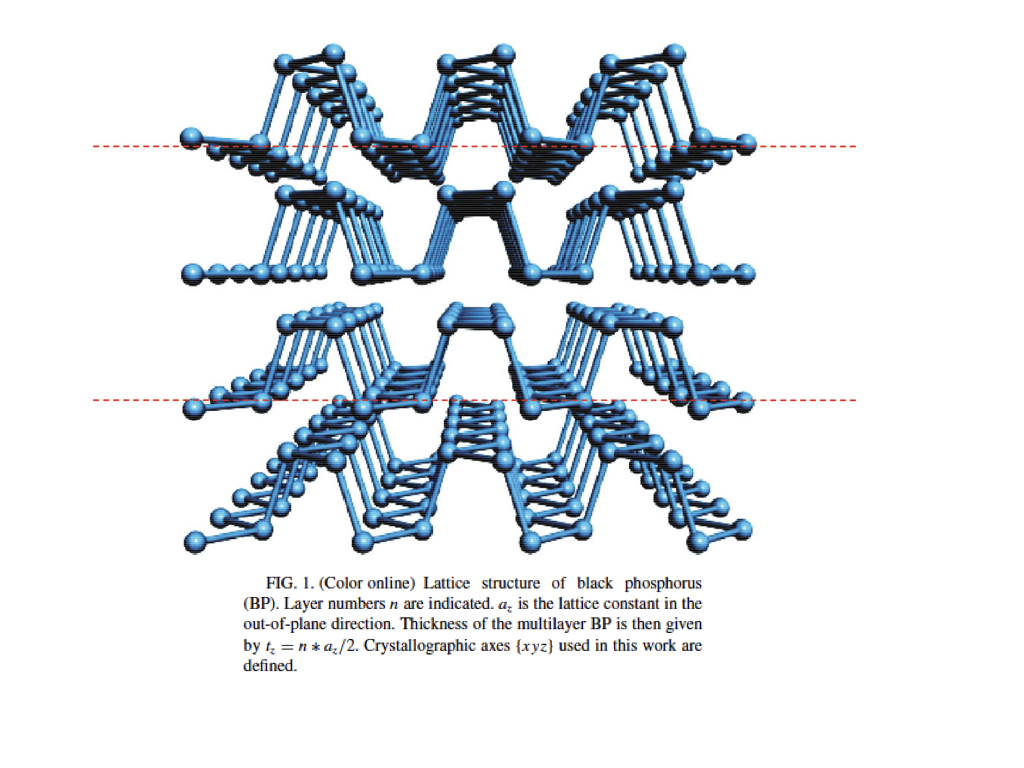 FIG. 1. (Color online) Lattice structure of black phosphorus
(BP). Layer numbers n are indicated. a_z is the lattice constant in the
out-of-plane direction. Thickness of the multilayer BP is then given
by t_z = n ∗ a_z/2. Crystallographic axes {xyz} used in this work are
defined.